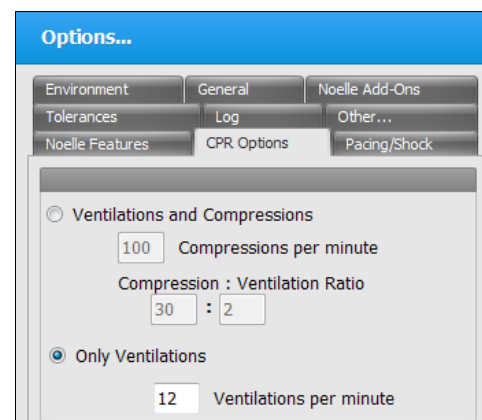 Options...
Environment General Noelle Add-Ons
Tolerances Log Other...
Noelle Features CPR Options Pacing/Shock
Ventilations and Compressions
100 Compressions per minute
Compression : Ventilation Ratio
30 : 2
Only Ventilations
12 Ventilations per minute